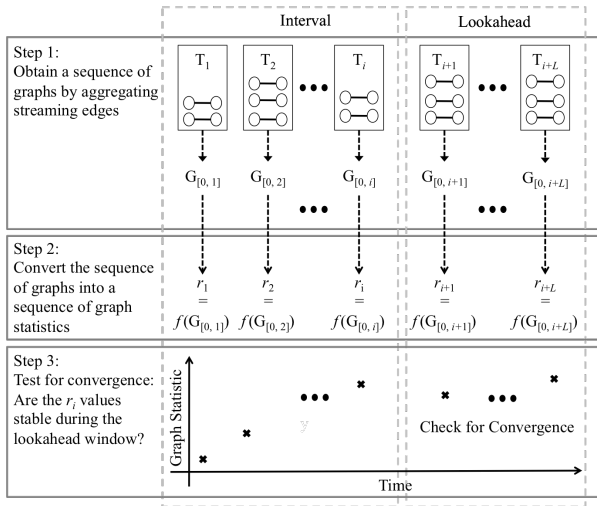 Interval Lookahead
Step 1:
Obtain a sequence of
graphs by aggregating
streaming edges
T1 T2 ••• Ti Ti+1 ••• Ti+L
G[0, 1] G[0, 2] G[0, i] G[0, i+1] G[0, i+L]
••• •••
Step 2:
Convert the sequence
of graphs into a
sequence of graph
statistics
r1 r2 ri ri+1 ri+L
= = = = =
f(G[0, 1]) f(G[0, 2]) f(G[0, i]) f(G[0, i+1]) f(G[0, i+L])
Step 3:
Test for convergence:
Are the ri values
stable during the
lookahead window?
Graph Statistic
••• •••
y
Check for Convergence
Time